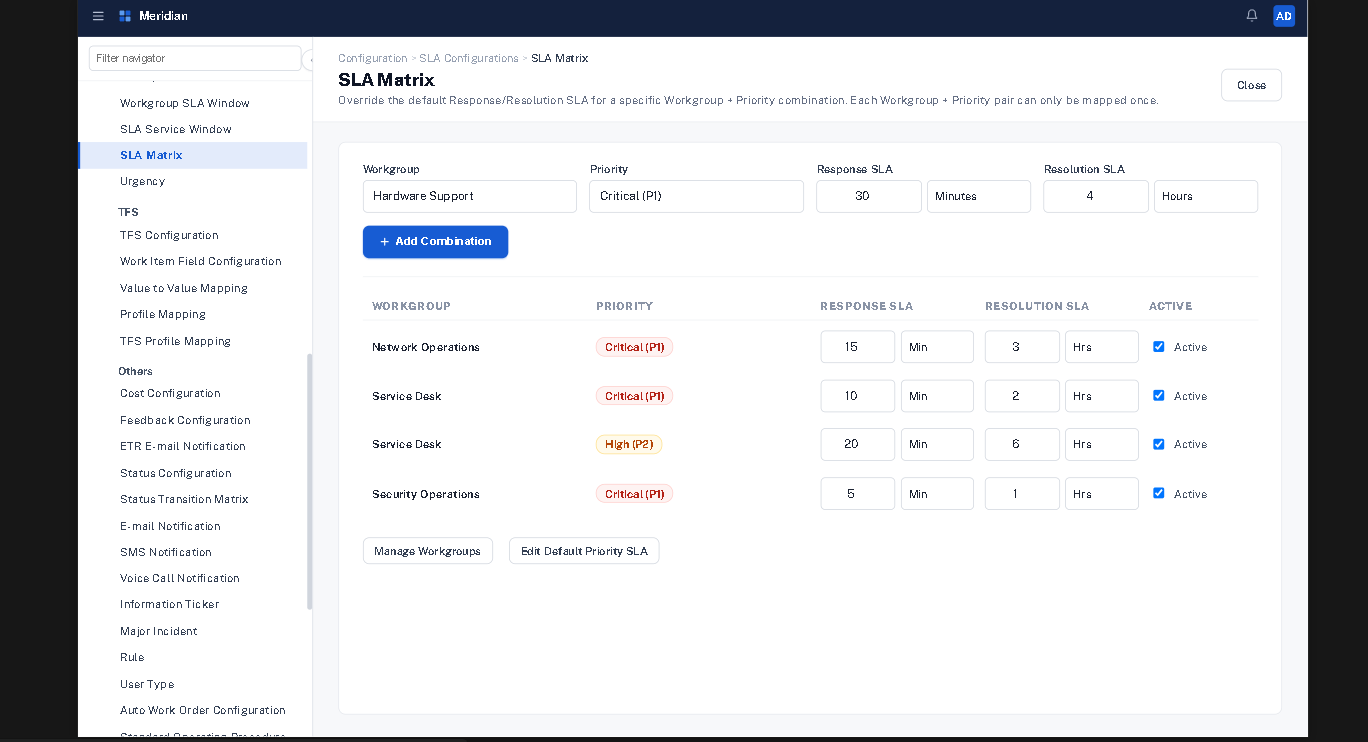 Meridian
AD
Filter navigator
Workgroup SLA Window
SLA Service Window
SLA Matrix
Urgency
TFS
TFS Configuration
Work Item Field Configuration
Value to Value Mapping
Profile Mapping
TFS Profile Mapping
Others
Cost Configuration
Feedback Configuration
ETR E-mail Notification
Status Configuration
Status Transition Matrix
E-mail Notification
SMS Notification
Voice Call Notification
Information Ticker
Major Incident
Rule
User Type
Auto Work Order Configuration
Standard Operating Procedure
Configuration > SLA Configurations > SLA Matrix
SLA Matrix
Override the default Response/Resolution SLA for a specific Workgroup + Priority combination. Each Workgroup + Priority pair can only be mapped once.
Close
Workgroup Priority Response SLA Resolution SLA
Hardware Support Critical (P1) 30 Minutes 4 Hours
+ Add Combination
WORKGROUP PRIORITY RESPONSE SLA RESOLUTION SLA ACTIVE
Network Operations Critical (P1) 15 Min 3 Hrs Active
Service Desk Critical (P1) 10 Min 2 Hrs Active
Service Desk High (P2) 20 Min 6 Hrs Active
Security Operations Critical (P1) 5 Min 1 Hrs Active
Manage Workgroups Edit Default Priority SLA